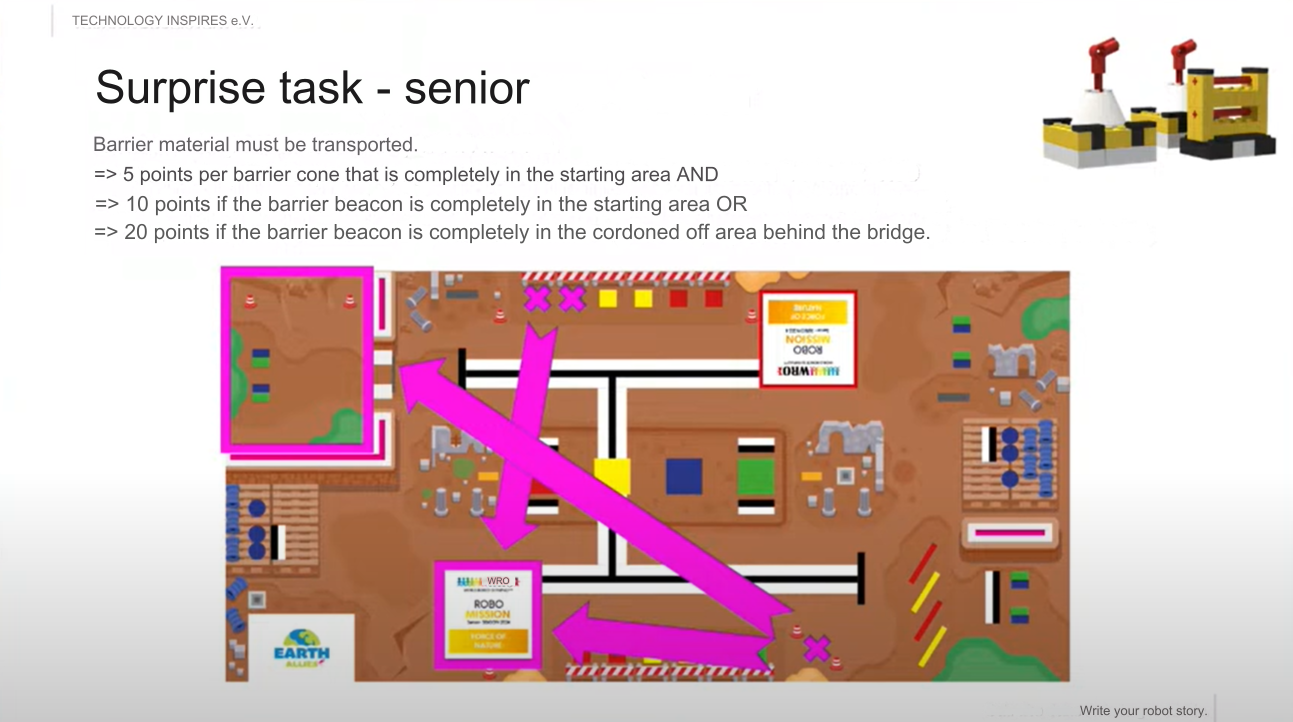 TECHNOLOGY INSPIRES e.V.
Surprise task - senior
Barrier material must be transported.
=> 5 points per barrier cone that is completely in the starting area AND
=> 10 points if the barrier beacon is completely in the starting area OR
=> 20 points if the barrier beacon is completely in the cordoned off area behind the bridge.
WRO
ROBO
MISSION
FORCE OF
NATURE
WRO
ROBO
MISSION
FORCE OF
NATURE
EARTH
ALLIES
Write your robot story.